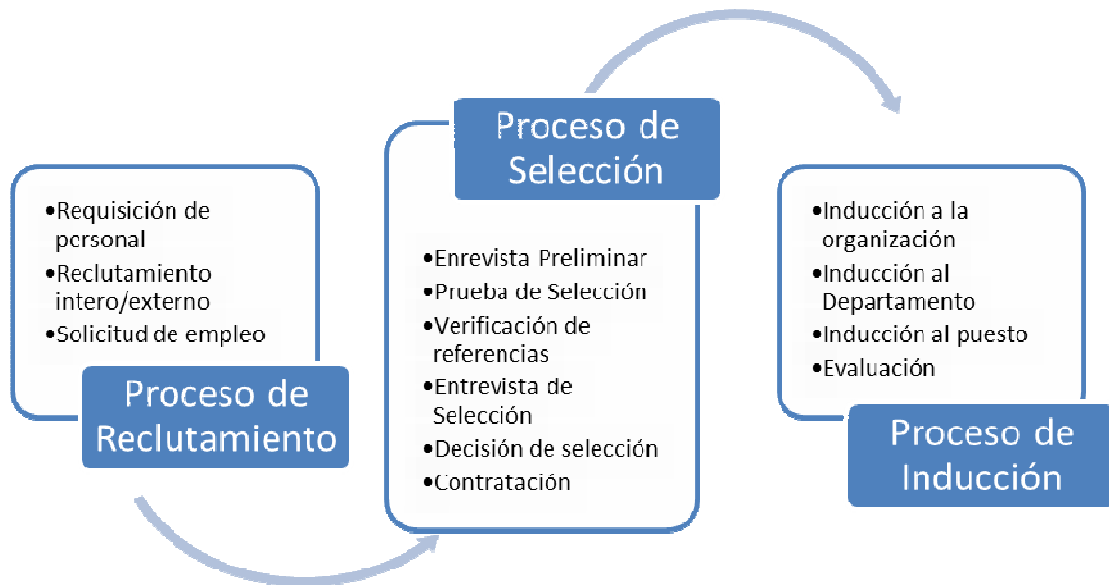 •Requisición de
personal
•Reclutamiento
intero/externo
•Solicitud de empleo
Proceso de
Reclutamiento
Proceso de
Selección
•Enrevista Preliminar
•Prueba de Selección
•Verificación de
referencias
•Entrevista de
Selección
•Decisión de selección
•Contratación
•Inducción a la
organización
•Inducción al
Departamento
•Inducción al puesto
•Evaluación
Proceso de
Inducción